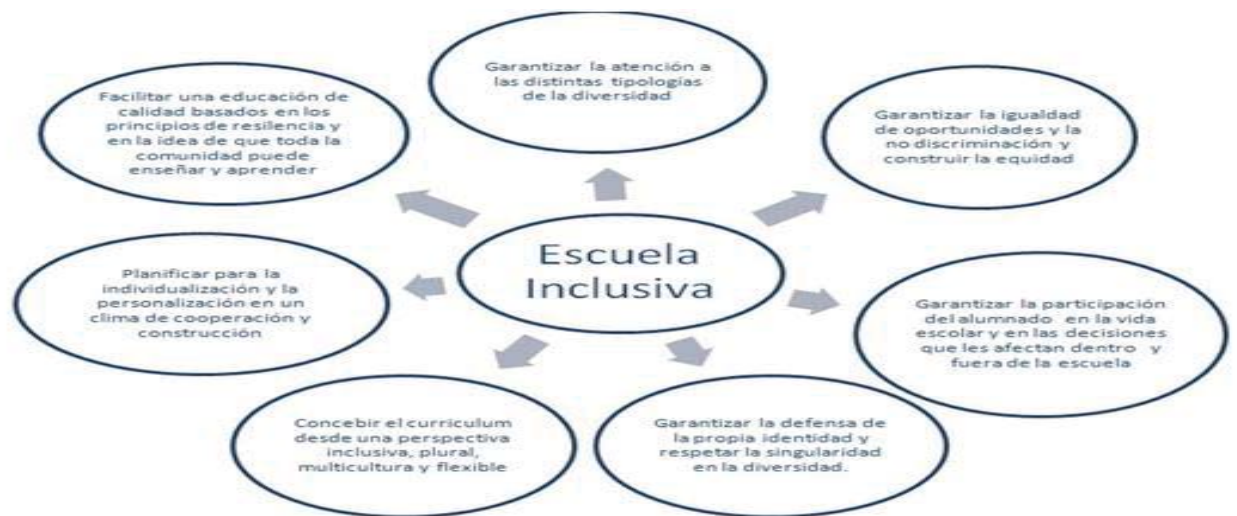 Garantizar la atención a
las distintas tipologías
de la diversidad
Garantizar la igualdad
de oportunidades y la
no discriminación y
construir la equidad
Garantizar la participación
del alumnado en la vida
escolar y en las decisiones
que les afectan dentro y
fuera de la escuela
Garantizar la defensa de
la propia identidad y
respetar la singularidad
en la diversidad.
Concebir el curriculum
desde una perspectiva
inclusiva, plural,
multicultura y flexible
Planificar para la
individualización y la
personalización en un
clima de cooperación y
construcción
Facilitar una educación de
calidad basados en los
principios de resilencia y
en la idea de que toda la
comunidad puede
enseñar y aprender
Escuela
Inclusiva